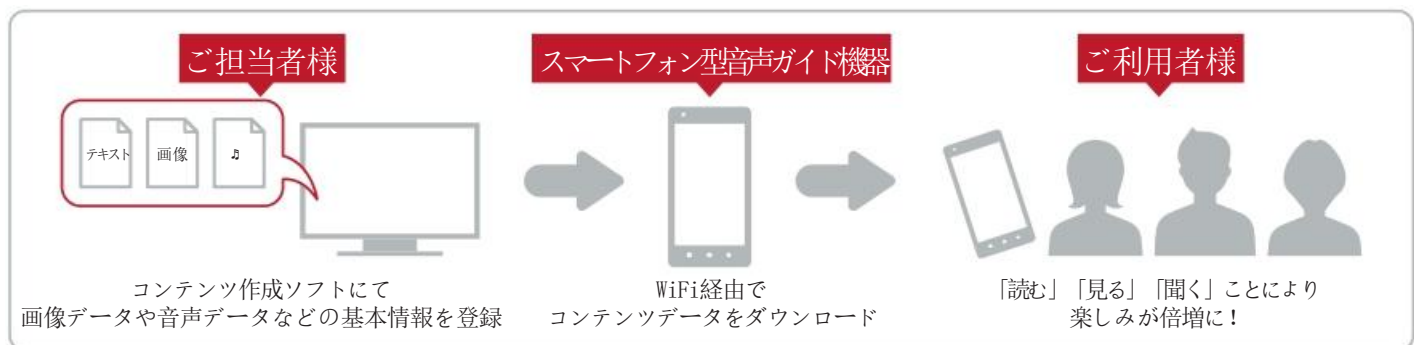 ご担当者様
テキスト
画像
♬
コンテンツ作成ソフトにて
画像データや音声データなどの基本情報を登録
スマートフォン型音声ガイド機器
WiFi経由で
コンテンツデータをダウンロード
ご利用者様
「読む」「見る」「聞く」ことにより
楽しみが倍増に!